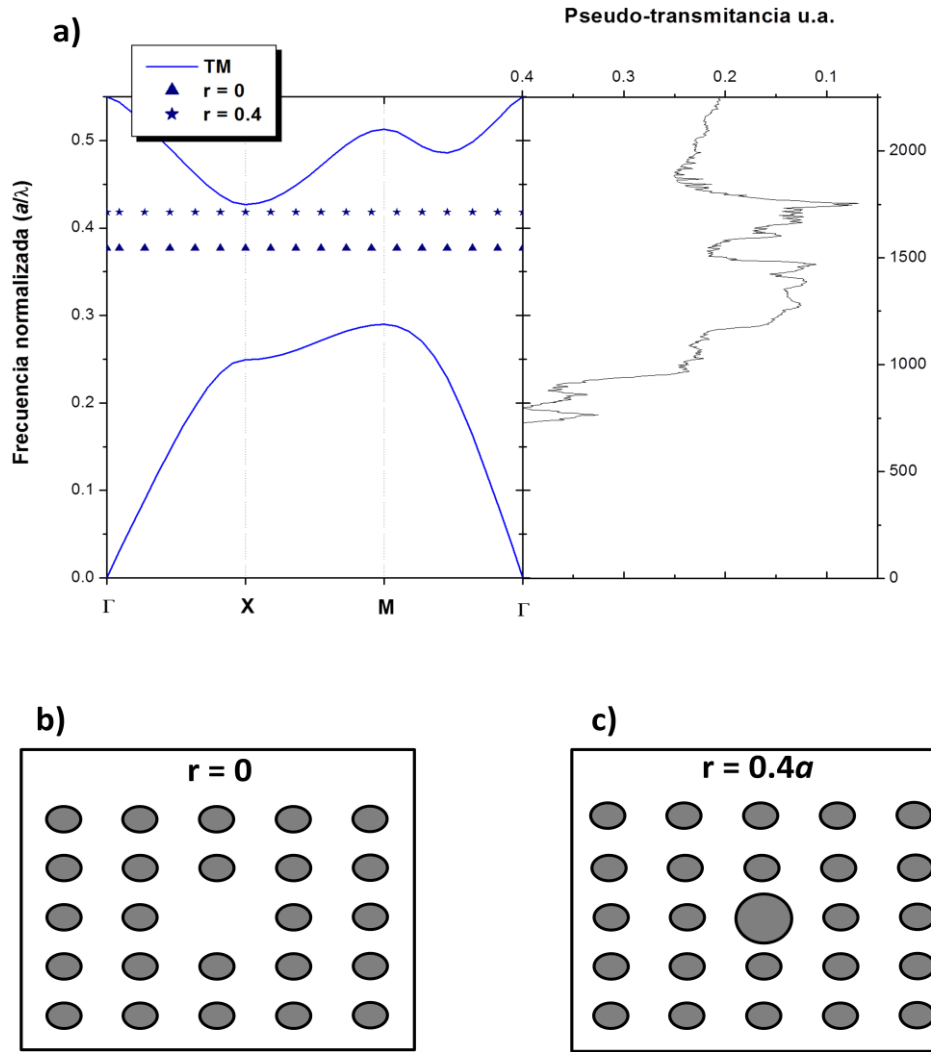 a)
Pseudo-transmitancia u.a.
0.4 0.3 0.2 0.1
TM
r = 0
r = 0.4
Frecuencia normalizada (a/λ)
0.5
0.4
0.3
0.2
0.1
0.0
2000
1500
1000
500
0
Γ X M Γ
b)
r = 0
c)
r = 0.4a